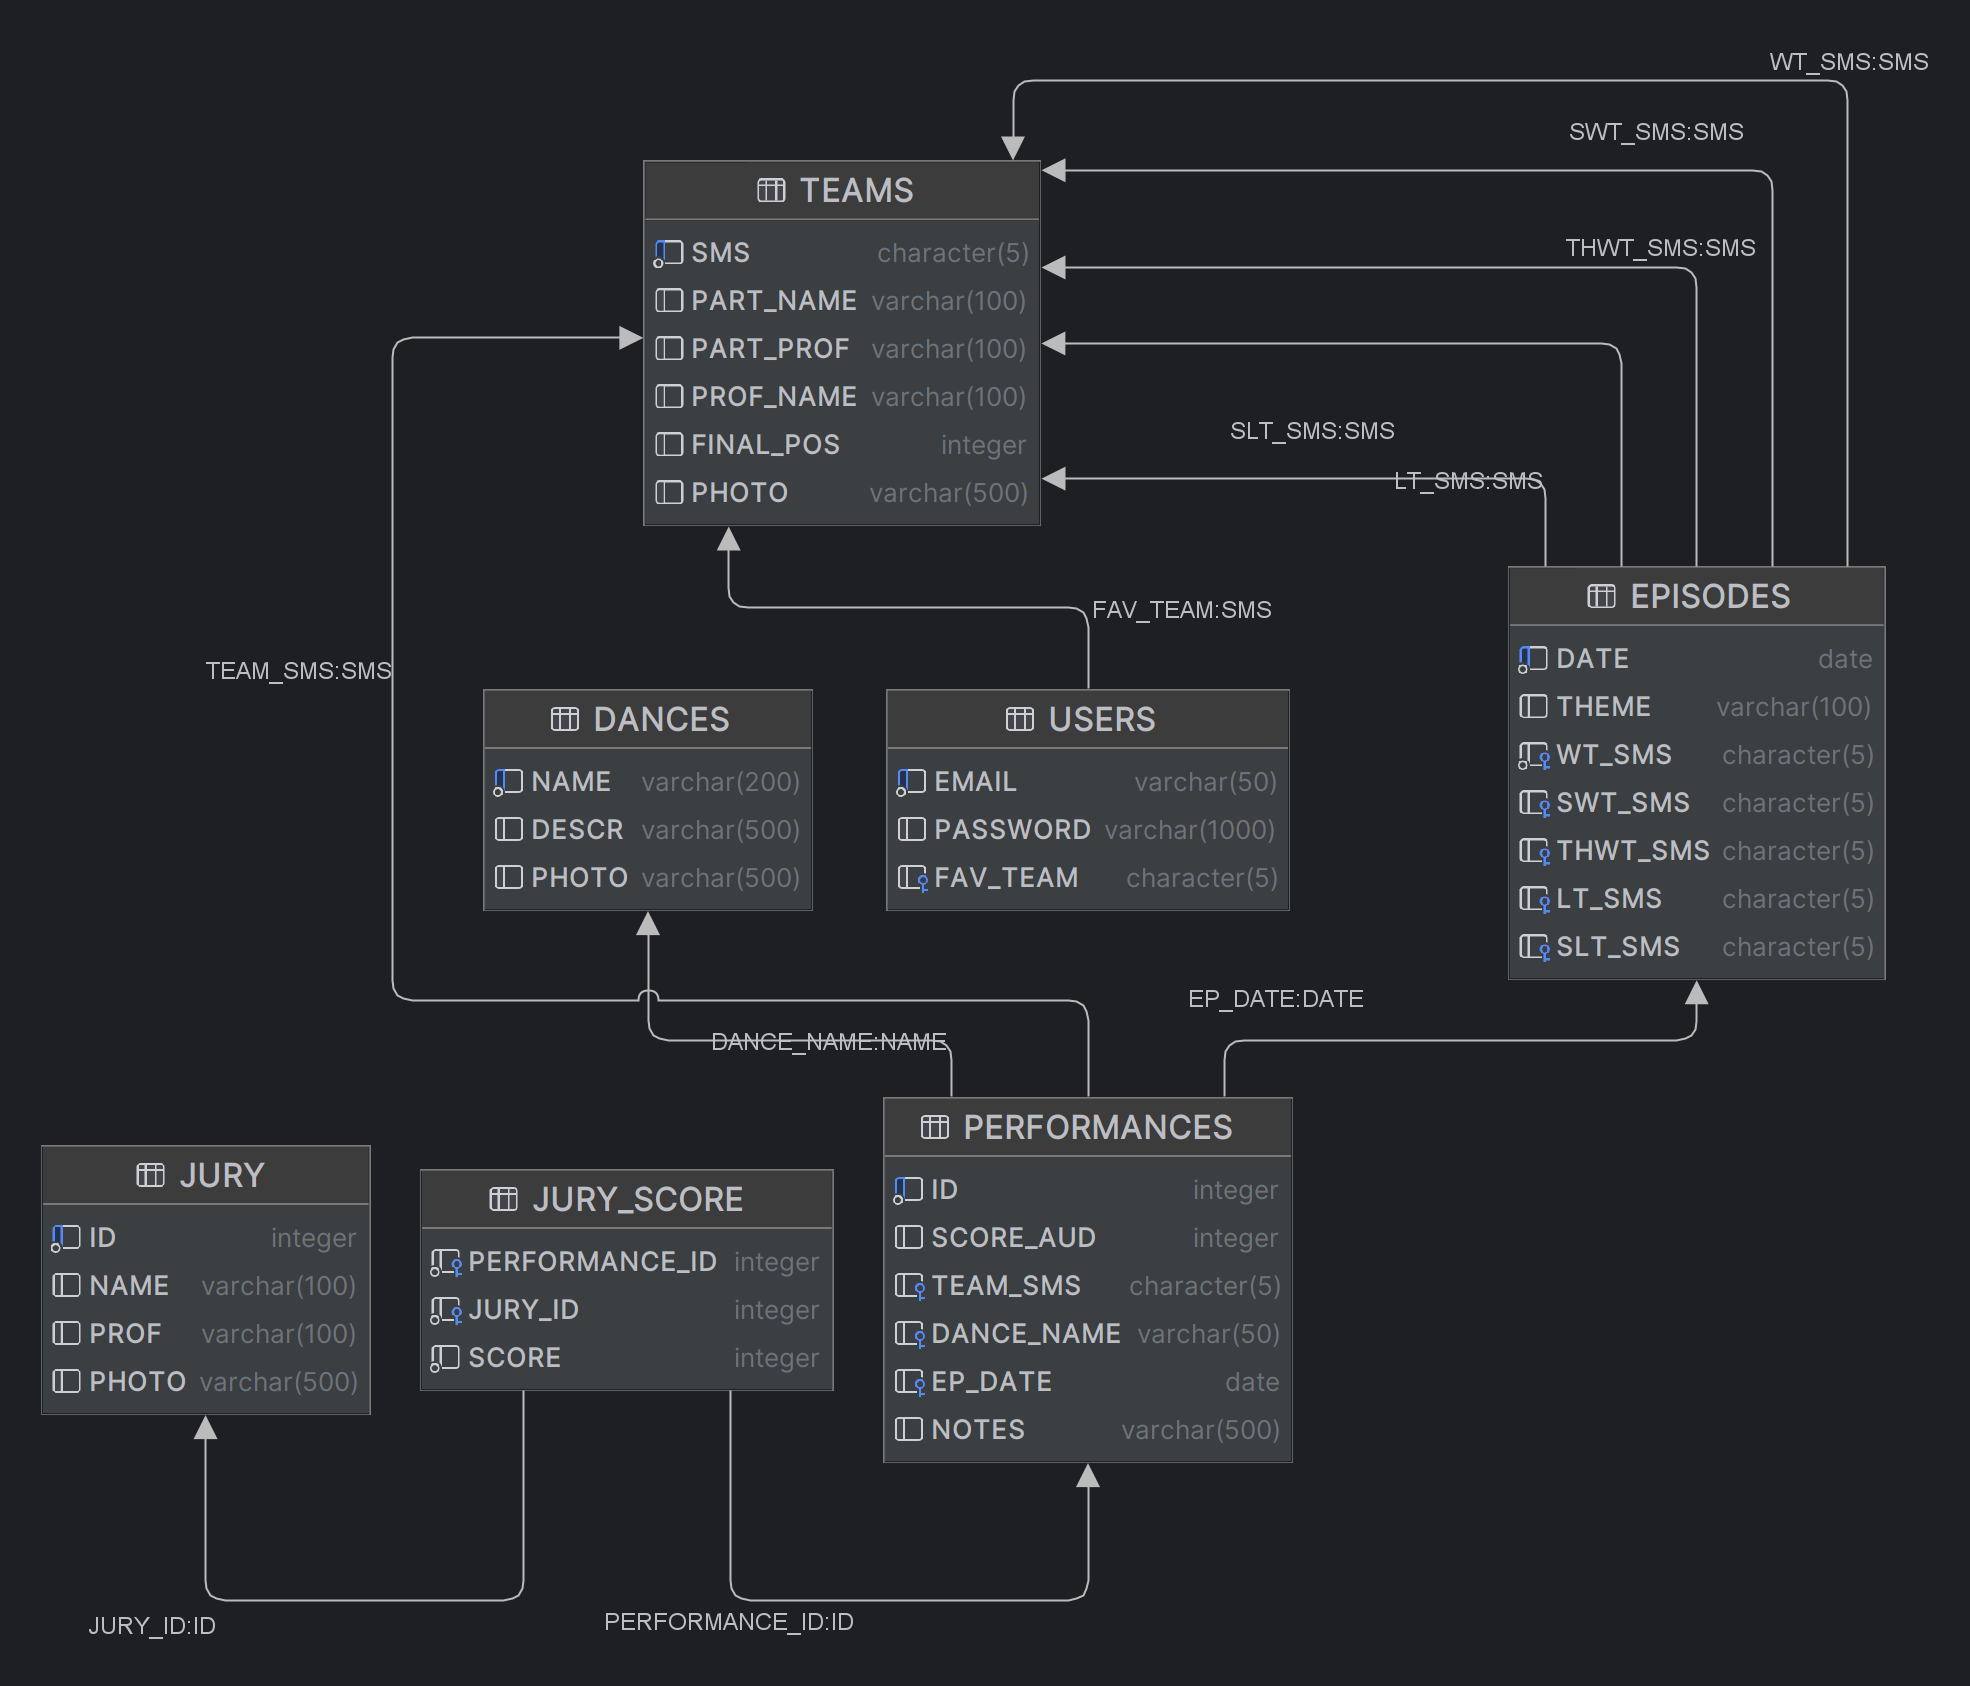 WT_SMS:SMS
SWT_SMS:SMS
THWT_SMS:SMS
SLT_SMS:SMS
LT_SMS:SMS
TEAMS
SMS character(5)
PART_NAME varchar(100)
PART_PROF varchar(100)
PROF_NAME varchar(100)
FINAL_POS integer
PHOTO varchar(500)
FAV_TEAM:SMS
TEAM_SMS:SMS
EPISODES
DATE date
THEME varchar(100)
WT_SMS character(5)
SWT_SMS character(5)
THWT_SMS character(5)
LT_SMS character(5)
SLT_SMS character(5)
DANCES
NAME varchar(200)
DESCR varchar(500)
PHOTO varchar(500)
USERS
EMAIL varchar(50)
PASSWORD varchar(1000)
FAV_TEAM character(5)
EP_DATE:DATE
DANCE_NAME:NAME
PERFORMANCES
ID integer
SCORE_AUD integer
TEAM_SMS character(5)
DANCE_NAME varchar(50)
EP_DATE date
NOTES varchar(500)
JURY
ID integer
NAME varchar(100)
PROF varchar(100)
PHOTO varchar(500)
JURY_SCORE
PERFORMANCE_ID integer
JURY_ID integer
SCORE integer
JURY_ID:ID
PERFORMANCE_ID:ID